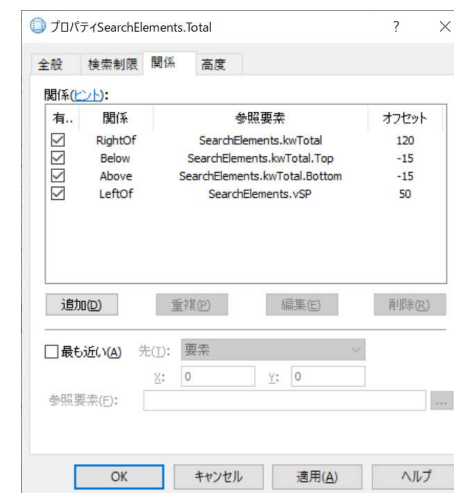 プロパティSearchElements.Total ? ×
全般 検索制限 関係 高度
関係(ヒント):
有.. 関係 参照要素 オフセット
RightOf SearchElements.kwTotal 120
Below SearchElements.kwTotal.Top -15
Above SearchElements.kwTotal.Bottom -15
LeftOf SearchElements.vSP 50
追加(D) 重複(P) 編集(E) 削除(R)
最も近い(A) 先(T): 要素
X: 0 Y: 0
参照要素(F): ...
OK キャンセル 適用(A) ヘルプ